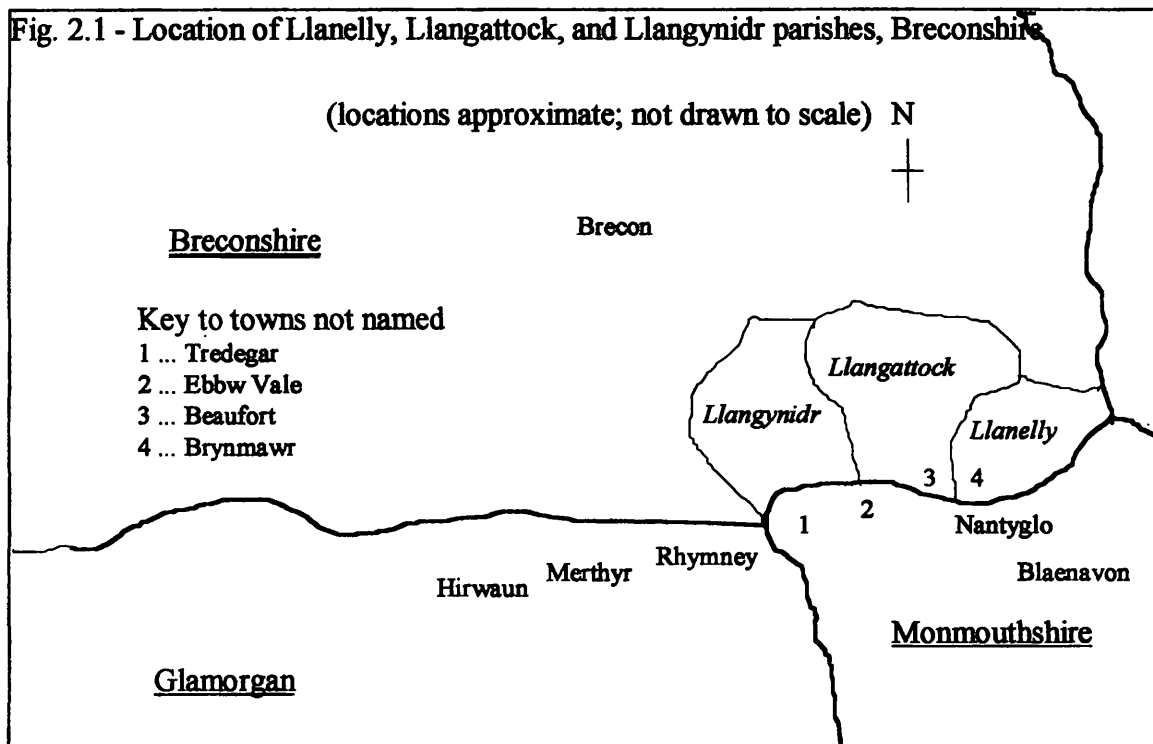 Fig. 2.1 - Location of Llanelly, Llangattock, and Llangynidr parishes, Breconshire
(locations approximate; not drawn to scale) N
Brecon
Breconshire
Key to towns not named
1 ... Tredegar
2 ... Ebbw Vale
3 ... Beaufort
4 ... Brynmawr
Llangattock
Llangynidr
Llanelly
3 4
1 2
Nantyglo
Rhymney
Merthyr
Hirwaun
Blaenavon
Monmouthshire
Glamorgan